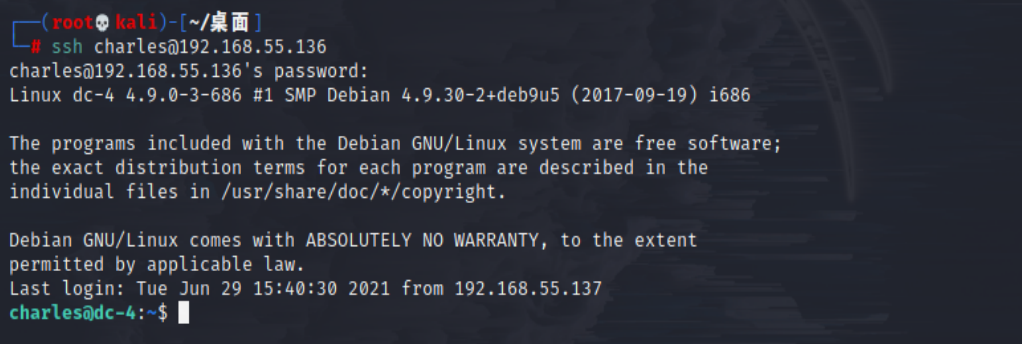 ┌──(root💀kali)-[~/桌面]
└─# ssh charles@192.168.55.136
charles@192.168.55.136's password:
Linux dc-4 4.9.0-3-686 #1 SMP Debian 4.9.30-2+deb9u5 (2017-09-19) i686
The programs included with the Debian GNU/Linux system are free software;
the exact distribution terms for each program are described in the
individual files in /usr/share/doc/*/copyright.
Debian GNU/Linux comes with ABSOLUTELY NO WARRANTY, to the extent
permitted by applicable law.
Last login: Tue Jun 29 15:40:30 2021 from 192.168.55.137
charles@dc-4:~$